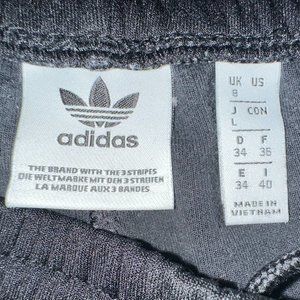 adidas
THE BRAND WITH THE 3 STRIPES
DIE WELTMARKE MIT DEN 3 STREIFEN
LA MARQUE AUX 3 BANDES
UK US
8
J CON
L
D F
34 36
E I
34 40
MADE IN
VIETNAM